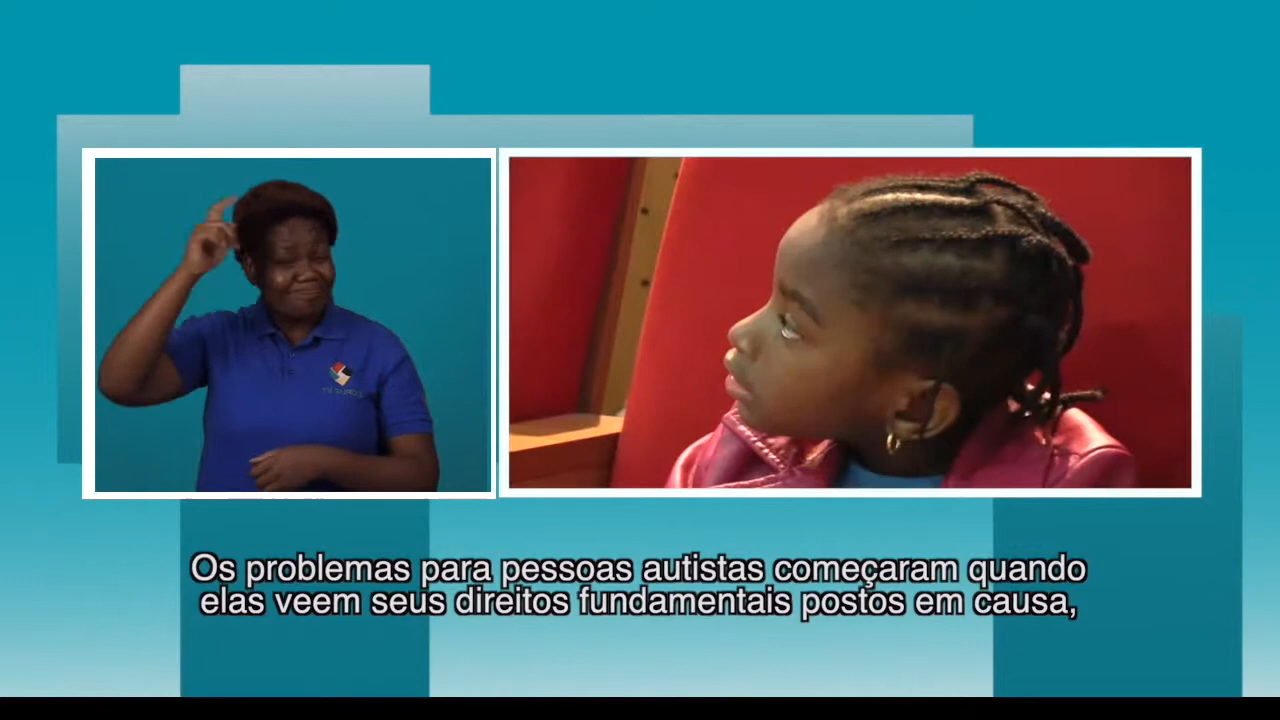 Os problemas para pessoas autistas começaram quando
elas veem seus direitos fundamentais postos em causa,